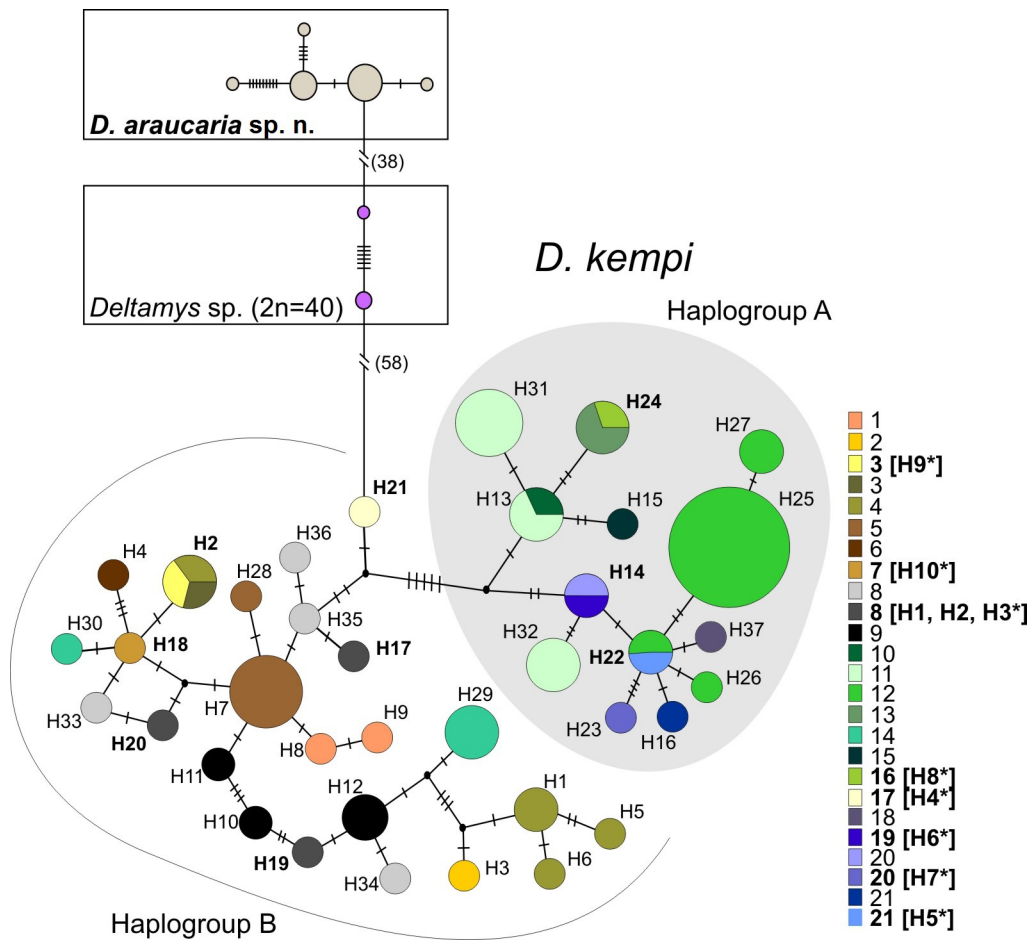 D. araucaria sp. n.
(38)
Deltamys sp. (2n=40)
D. kempi
(58)
Haplogroup A
H31
H24
H27
H25
H13
H15
H21
H14
H36
H2
H4
H28
H35
H32
H22
H37
H30
H18
H17
H26
H33
H7
H20
H9
H8
H23
H16
H29
H11
H12
H1
H10
H5
H19
H3
H6
H34
Haplogroup B
1
2
3 [H9*]
3
4
5
6
7 [H10*]
8
8 [H1, H2, H3*]
9
10
11
12
13
14
15
16 [H8*]
17 [H4*]
18
19 [H6*]
20
20 [H7*]
21
21 [H5*]